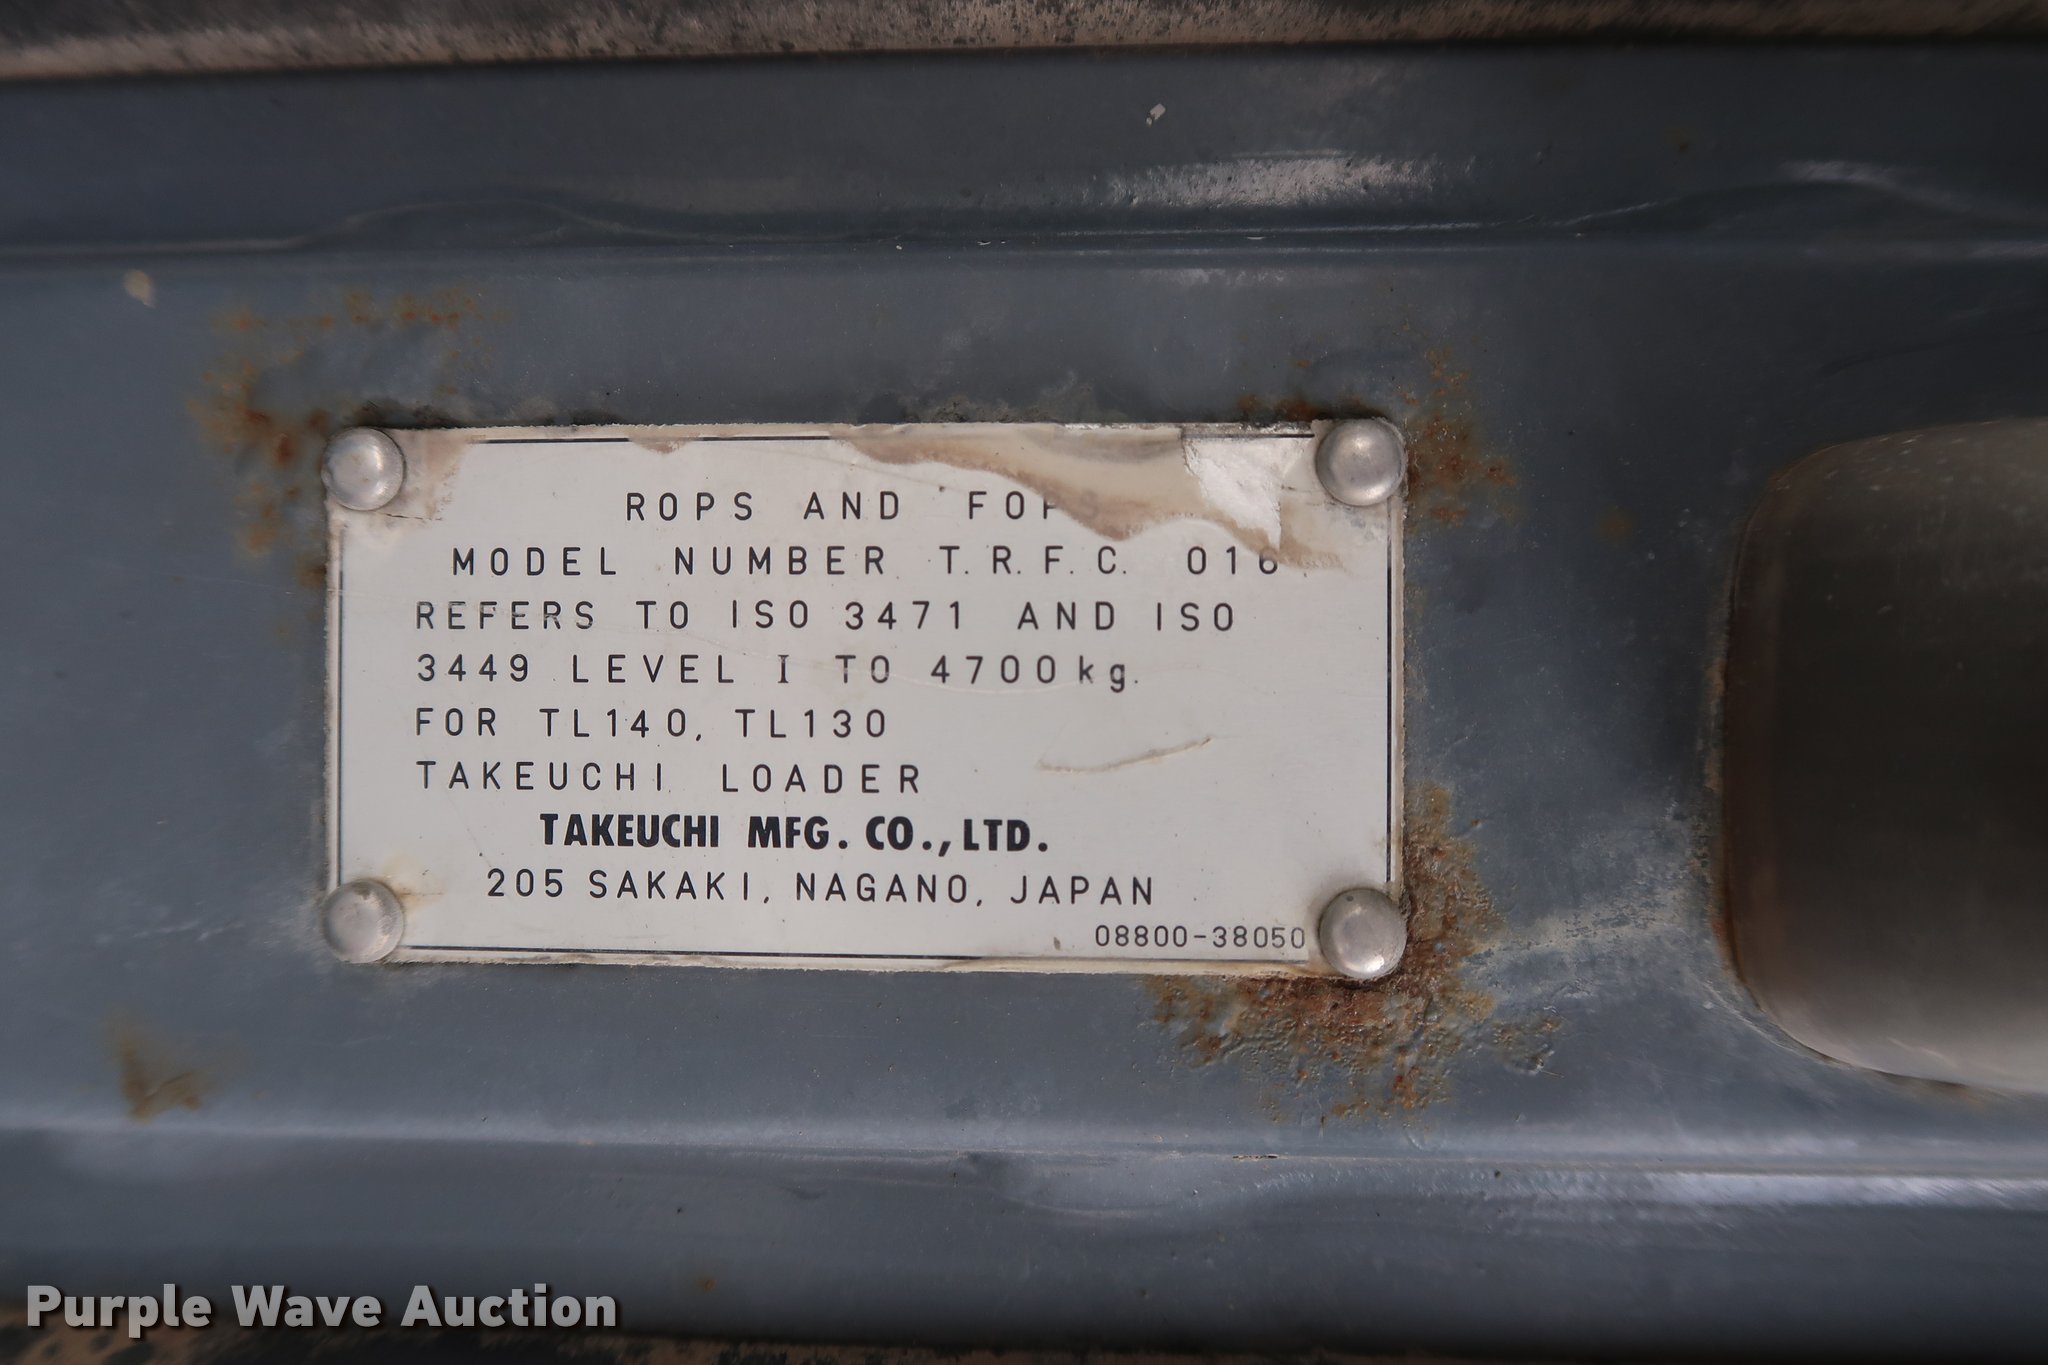 ROPS AND FOPS
MODEL NUMBER T.R.F.C. 016
REFERS TO ISO 3471 AND ISO
3449 LEVEL I TO 4700kg.
FOR TL140, TL130
TAKEUCHI LOADER
TAKEUCHI MFG. CO., LTD.
205 SAKAKI, NAGANO, JAPAN
08800-38050
Purple Wave Auction